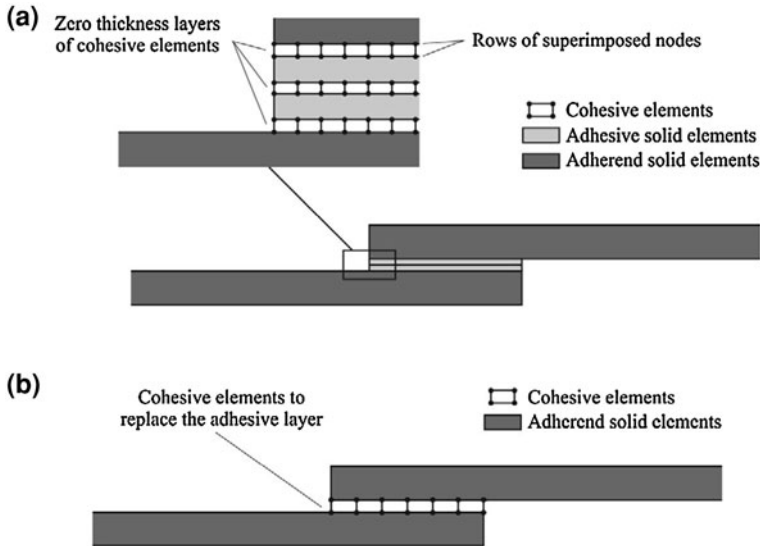 (a)
Zero thickness layers
of cohesive elements
Rows of superimposed nodes
Cohesive elements
Adhesive solid elements
Adherend solid elements
(b)
Cohesive elements to
replace the adhesive layer
Cohesive elements
Adherend solid elements